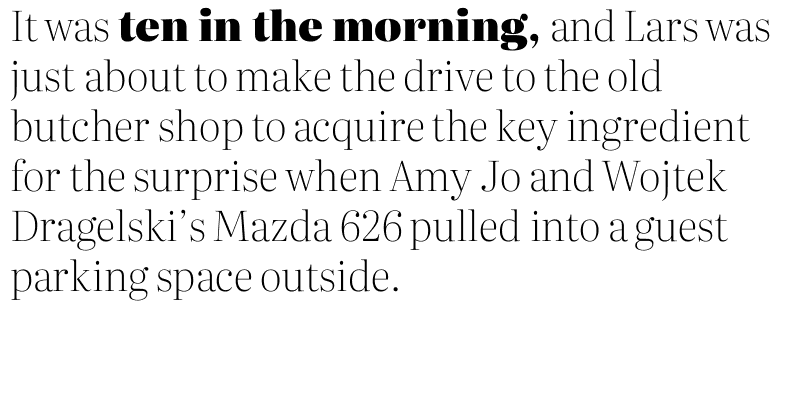 It was ten in the morning, and Lars was
just about to make the drive to the old
butcher shop to acquire the key ingredient
for the surprise when Amy Jo and Wojtek
Dragelski’s Mazda 626 pulled into a guest
parking space outside.